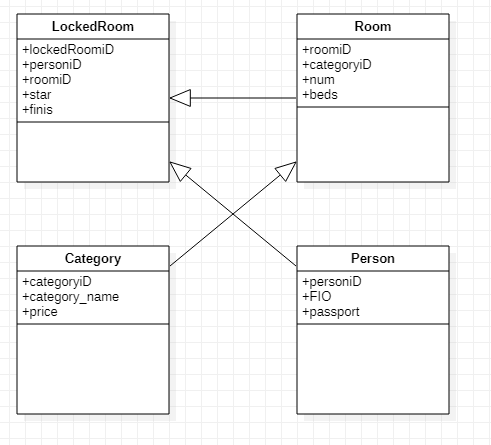 LockedRoom
+lockedRoomiD
+personiD
+roomiD
+star
+finis
Room
+roomiD
+categoryiD
+num
+beds
Category
+categoryiD
+category_name
+price
Person
+personiD
+FIO
+passport